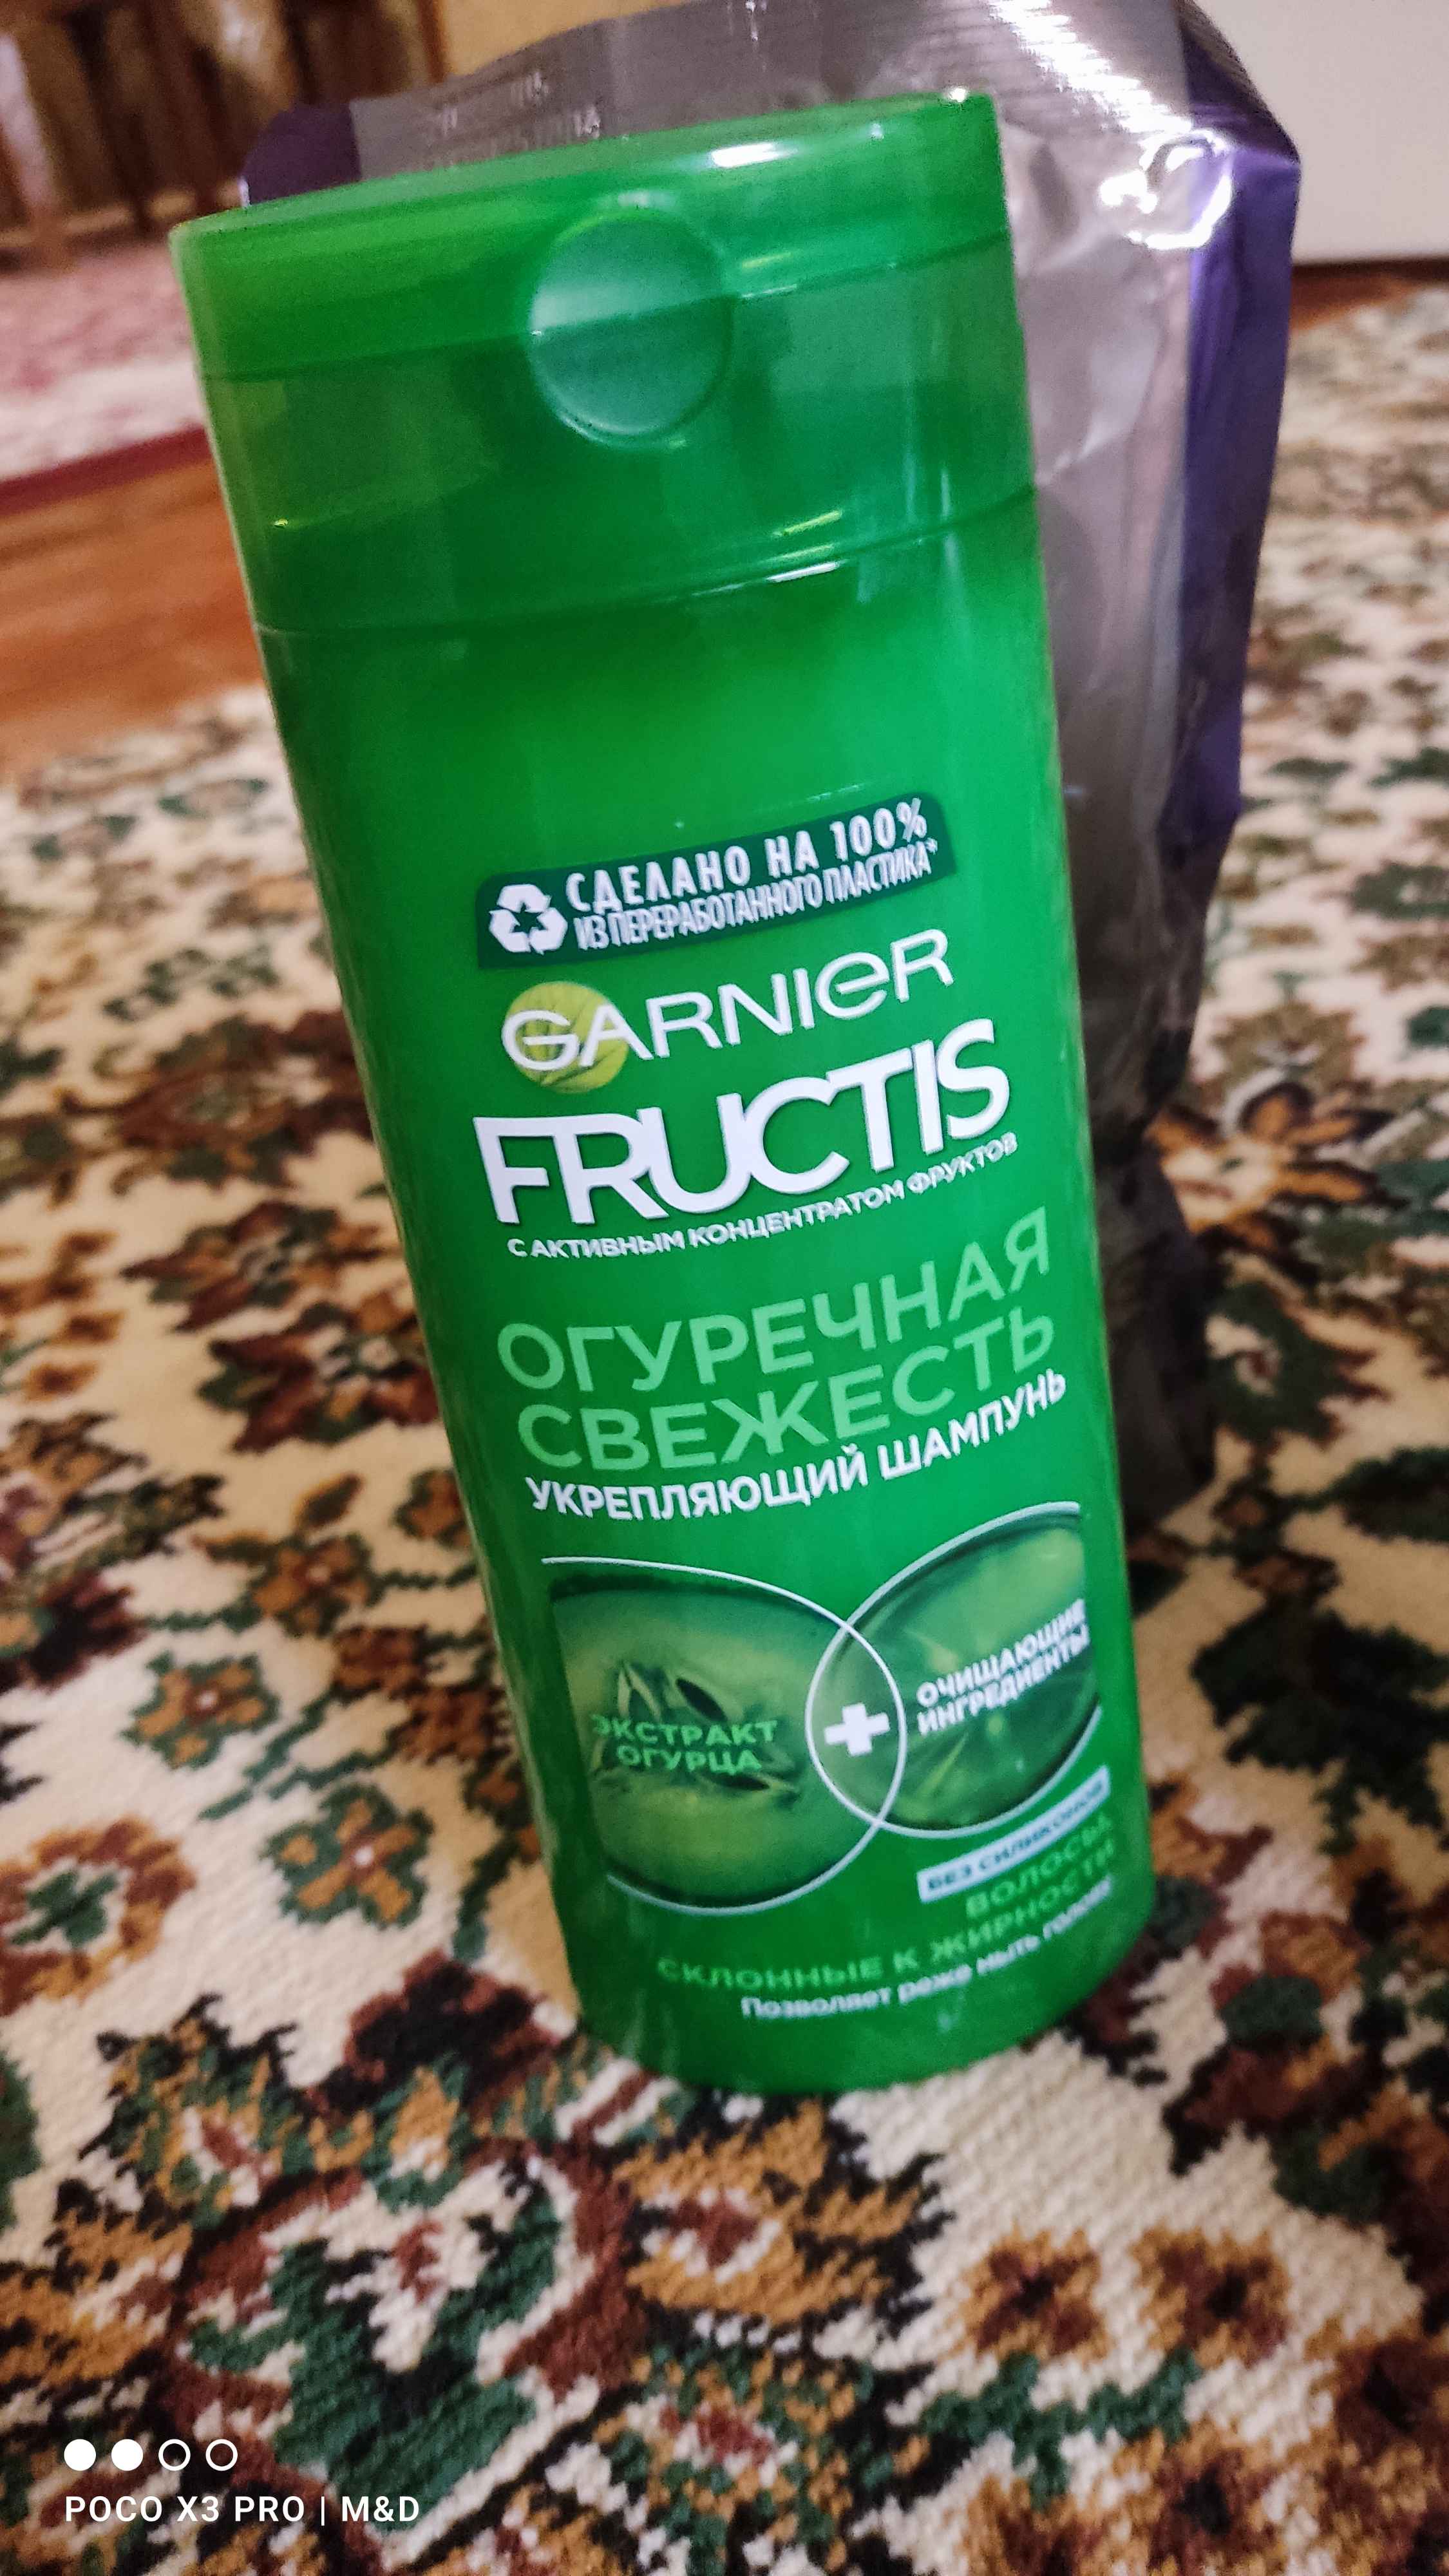 СДЕЛАНО НА 100%
ИЗ ПЕРЕРАБОТАННОГО ПЛАСТИКА*
GARNIER
FRUCTIS
С АКТИВНЫМ КОНЦЕНТРАТОМ ФРУКТОВ
ОГУРЕЧНАЯ
СВЕЖЕСТЬ
УКРЕПЛЯЮЩИЙ ШАМПУНЬ
ЭКСТРАКТ
ОГУРЦА
ОЧИЩАЮЩИЕ
ИНГРЕДИЕНТЫ
БЕЗ СИЛИКОНОВ
ВОЛОСЫ,
СКЛОННЫЕ К ЖИРНОСТИ
Позволяет реже мыть голову
POCO X3 PRO | M&D